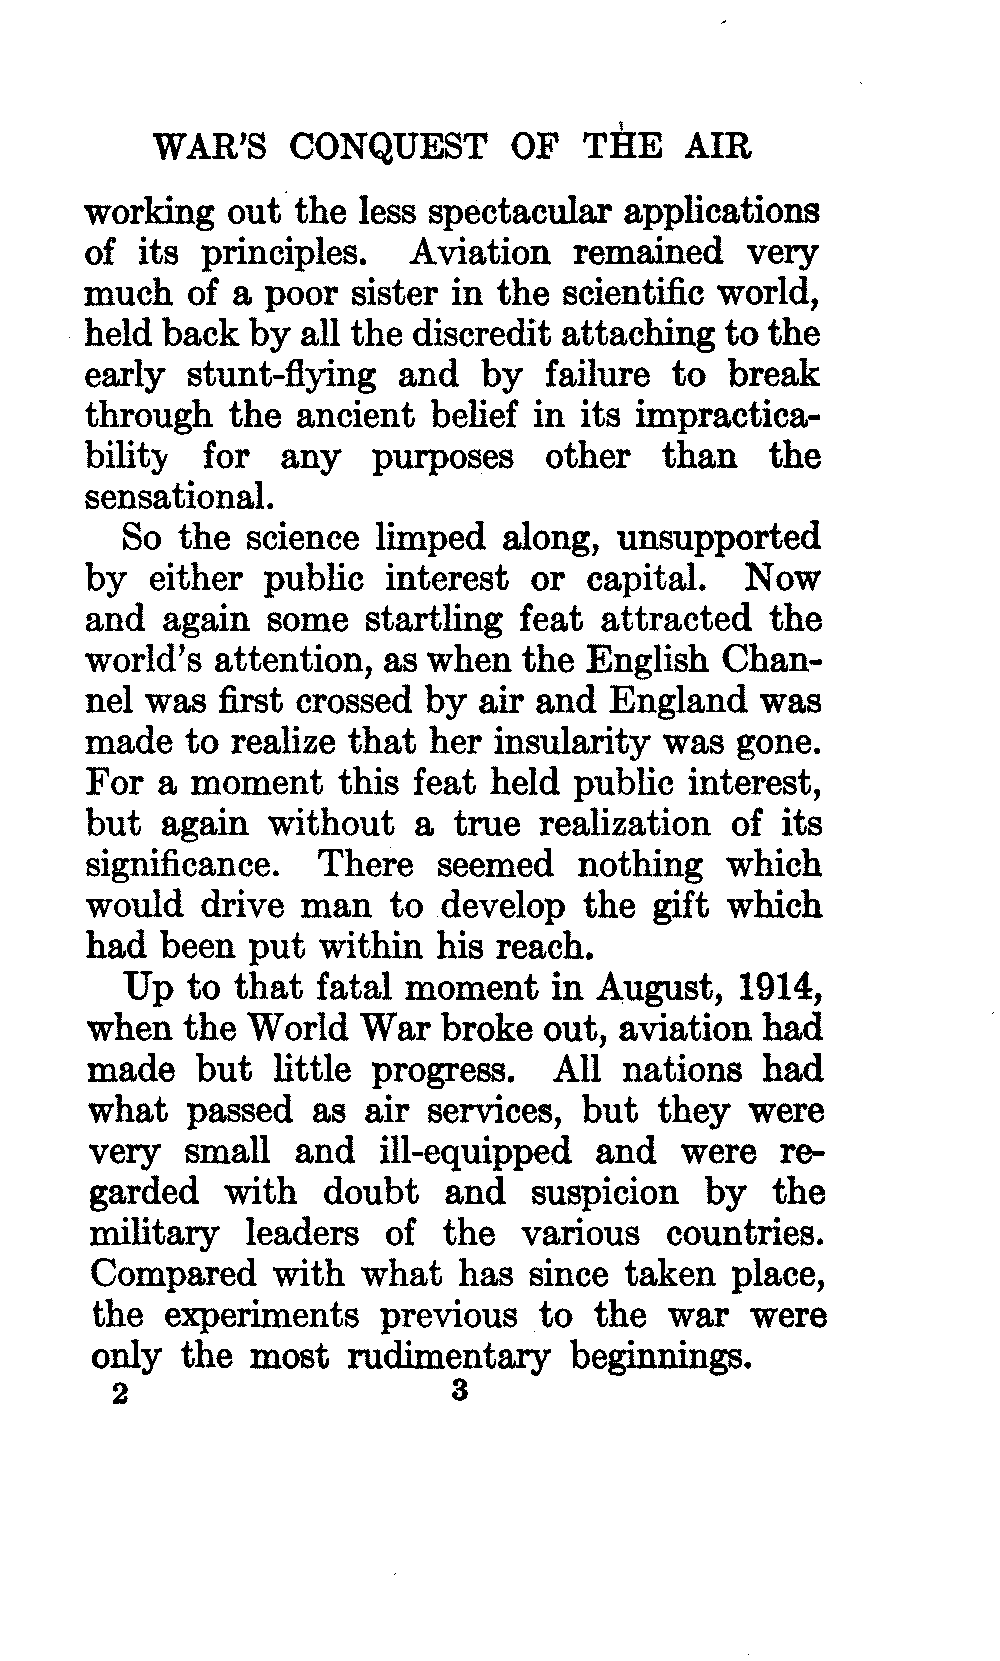 WAR'S CONQUEST OF THE AIR
working out the less spectacular applications
of its principles. Aviation remained very
much of a poor sister in the scientific world,
held back by all the discredit attaching to the
early stunt-flying and by failure to break
through the ancient belief in its impractica-
bility for any purposes other than the
sensational.
So the science limped along, unsupported
by either public interest or capital. Now
and again some startling feat attracted the
world's attention, as when the English Chan-
nel was first crossed by air and England was
made to realize that her insularity was gone.
For a moment this feat held public interest,
but again without a true realization of its
significance. There seemed nothing which
would drive man to develop the gift which
had been put within his reach.
Up to that fatal moment in August, 1914,
when the World War broke out, aviation had
made but little progress. All nations had
what passed as air services, but they were
very small and ill-equipped and were re-
garded with doubt and suspicion by the
military leaders of the various countries.
Compared with what has since taken place,
the experiments previous to the war were
only the most rudimentary beginnings.
2 3